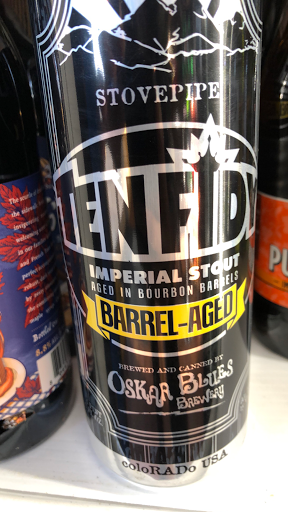 STOVEPIPE
TEN FIDY
IMPERIAL STOUT
AGED IN BOURBON BARRELS
BARREL-AGED
BREWED AND CANNED BY
OSKAR BLUES
BREWERY
coloRADo USA
PU